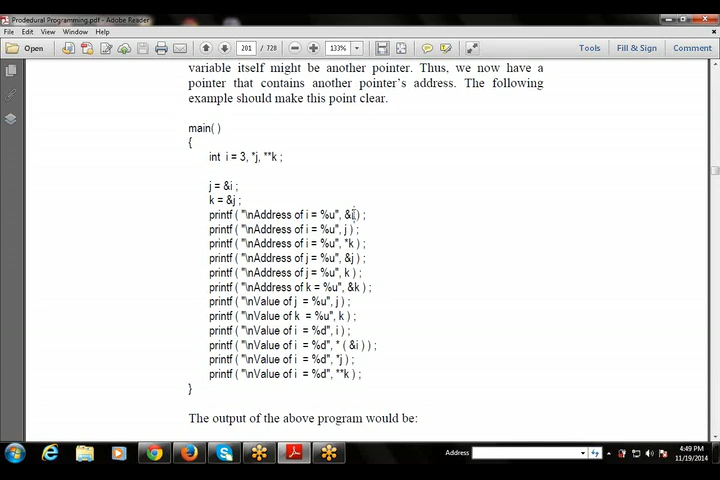 Prodedural Programming.pdf - Adobe Reader
File Edit View Window Help
Open 201 / 728 133% Tools Fill & Sign Comment
variable itself might be another pointer. Thus, we now have a
pointer that contains another pointer's address. The following
example should make this point clear.
main( )
{
int i = 3, *j, **k ;
j = &i ;
k = &j ;
printf ( "\nAddress of i = %u", &i ) ;
printf ( "\nAddress of i = %u", j ) ;
printf ( "\nAddress of i = %u", *k ) ;
printf ( "\nAddress of j = %u", &j ) ;
printf ( "\nAddress of j = %u", k ) ;
printf ( "\nAddress of k = %u", &k ) ;
printf ( "\nValue of j = %u", j ) ;
printf ( "\nValue of k = %u", k ) ;
printf ( "\nValue of i = %d", i ) ;
printf ( "\nValue of i = %d", * ( &i ) ) ;
printf ( "\nValue of i = %d", *j ) ;
printf ( "\nValue of i = %d", **k ) ;
}
The output of the above program would be:
Address
4:49 PM
11/19/2014